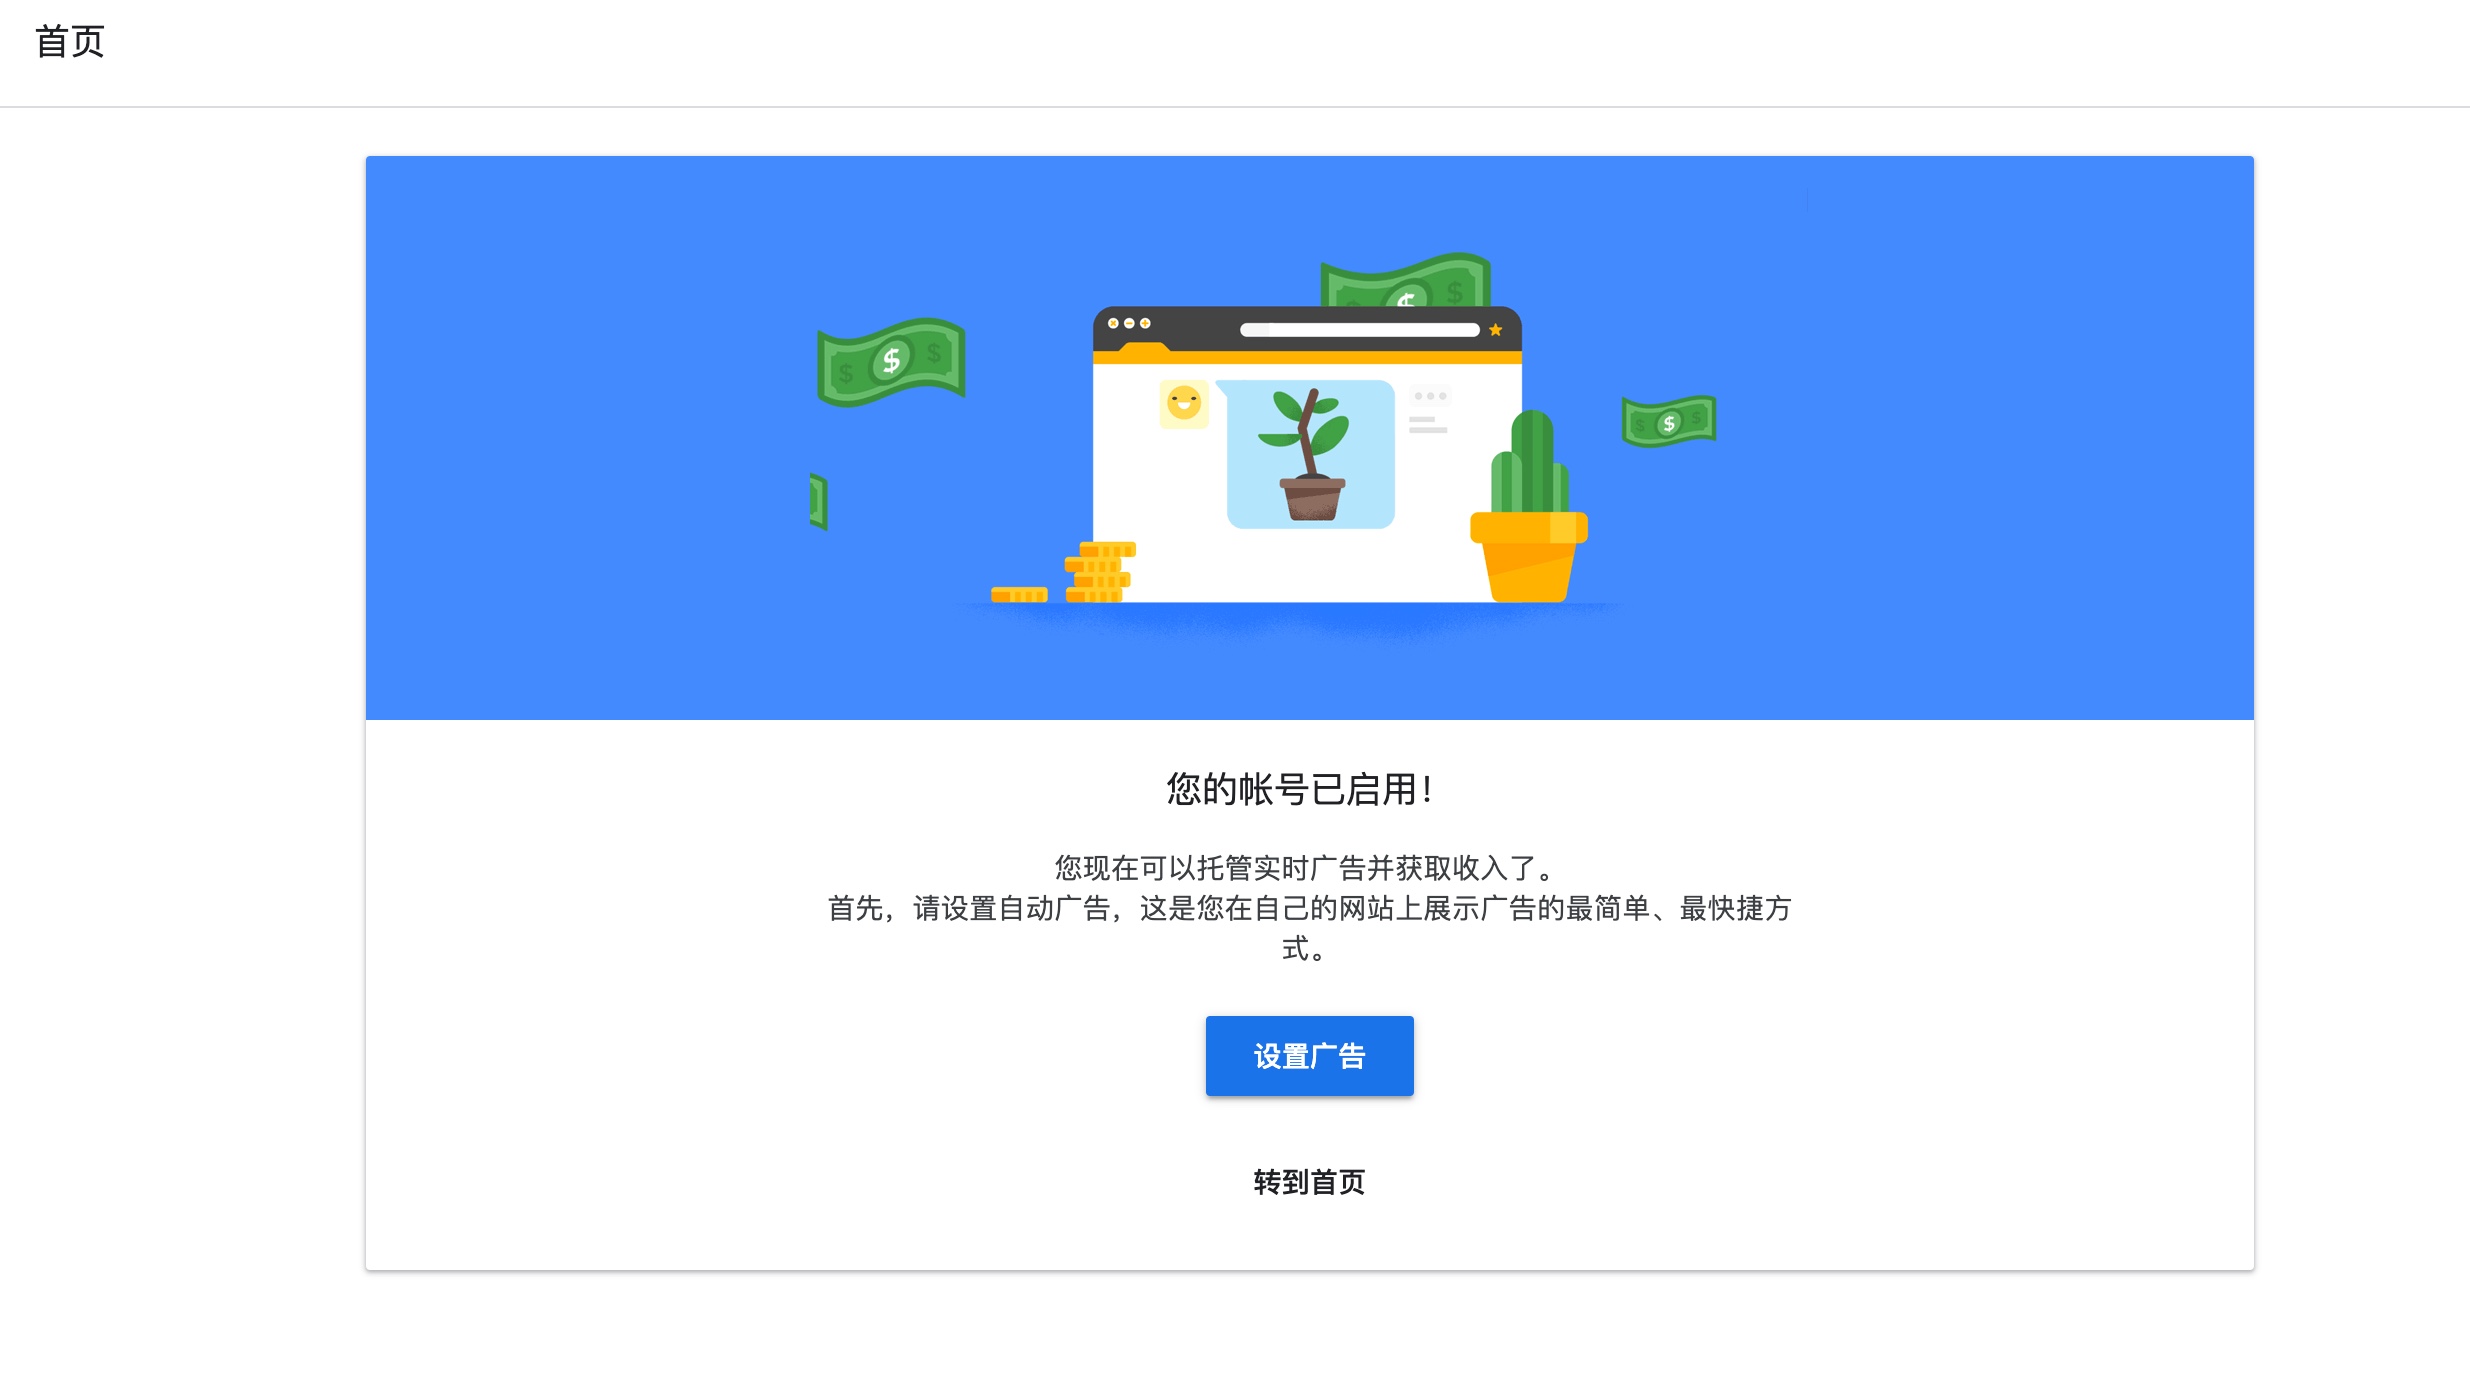 首页
您的帐号已启用！
您现在可以托管实时广告并获取收入了。
首先，请设置自动广告，这是您在自己的网站上展示广告的最简单、最快捷方
式。
设置广告
转到首页